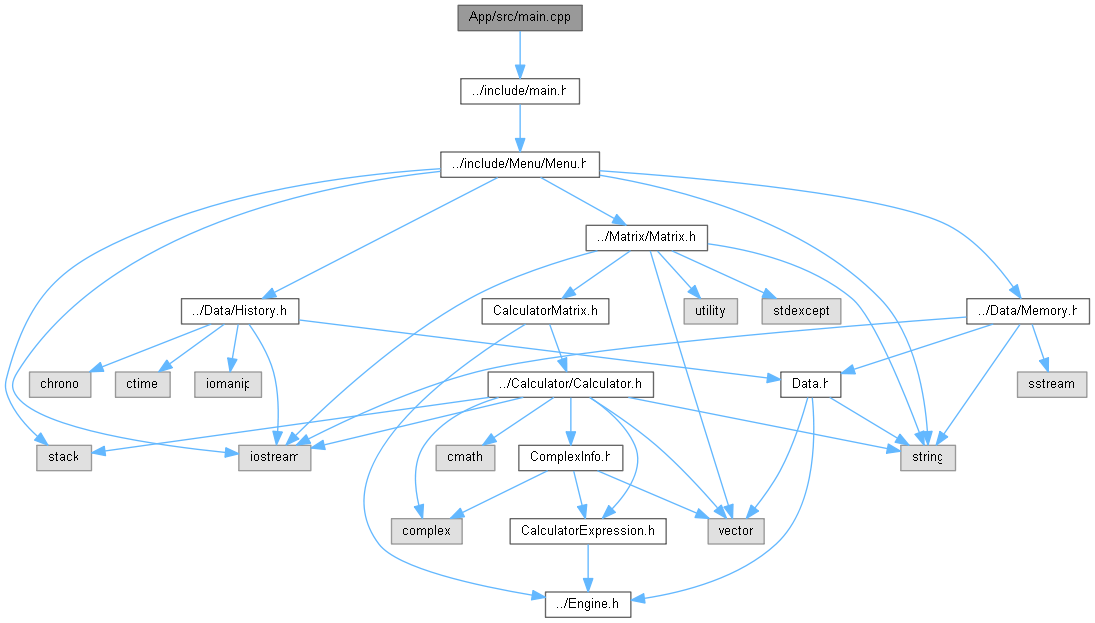 App/src/main.cpp
../include/main.h
../include/Menu/Menu.h
../Matrix/Matrix.h
../Data/History.h
CalculatorMatrix.h
utility
stdexcept
../Data/Memory.h
chrono
ctime
iomanip
../Calculator/Calculator.h
Data.h
sstream
stack
iostream
cmath
ComplexInfo.h
string
complex
CalculatorExpression.h
vector
../Engine.h